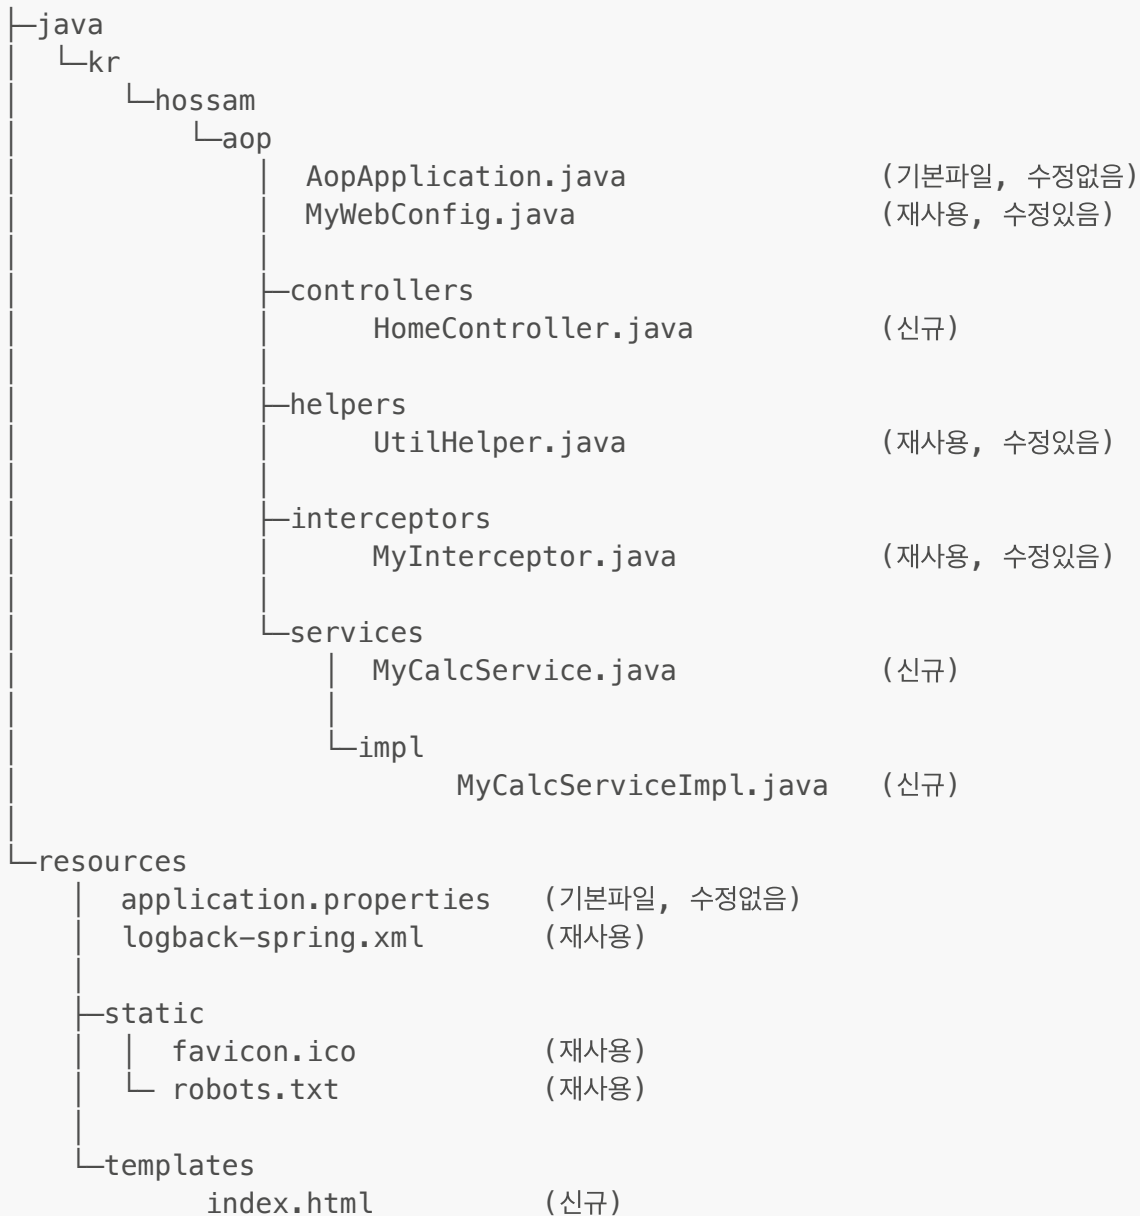 ├─java
│  └─kr
│      └─hossam
│          └─aop
│              │  AopApplication.java               (기본파일, 수정없음)
│              │  MyWebConfig.java                  (재사용, 수정있음)
│              │
│              ├─controllers
│              │      HomeController.java           (신규)
│              │
│              ├─helpers
│              │      UtilHelper.java               (재사용, 수정있음)
│              │
│              ├─interceptors
│              │      MyInterceptor.java            (재사용, 수정있음)
│              │
│              └─services
│                  │  MyCalcService.java            (신규)
│                  │
│                  └─impl
│                          MyCalcServiceImpl.java   (신규)
│
└─resources
    │  application.properties   (기본파일, 수정없음)
    │  logback-spring.xml       (재사용)
    │
    ├─static
    │  │  favicon.ico           (재사용)
    │  └─ robots.txt            (재사용)
    │
    └─templates
            index.html          (신규)